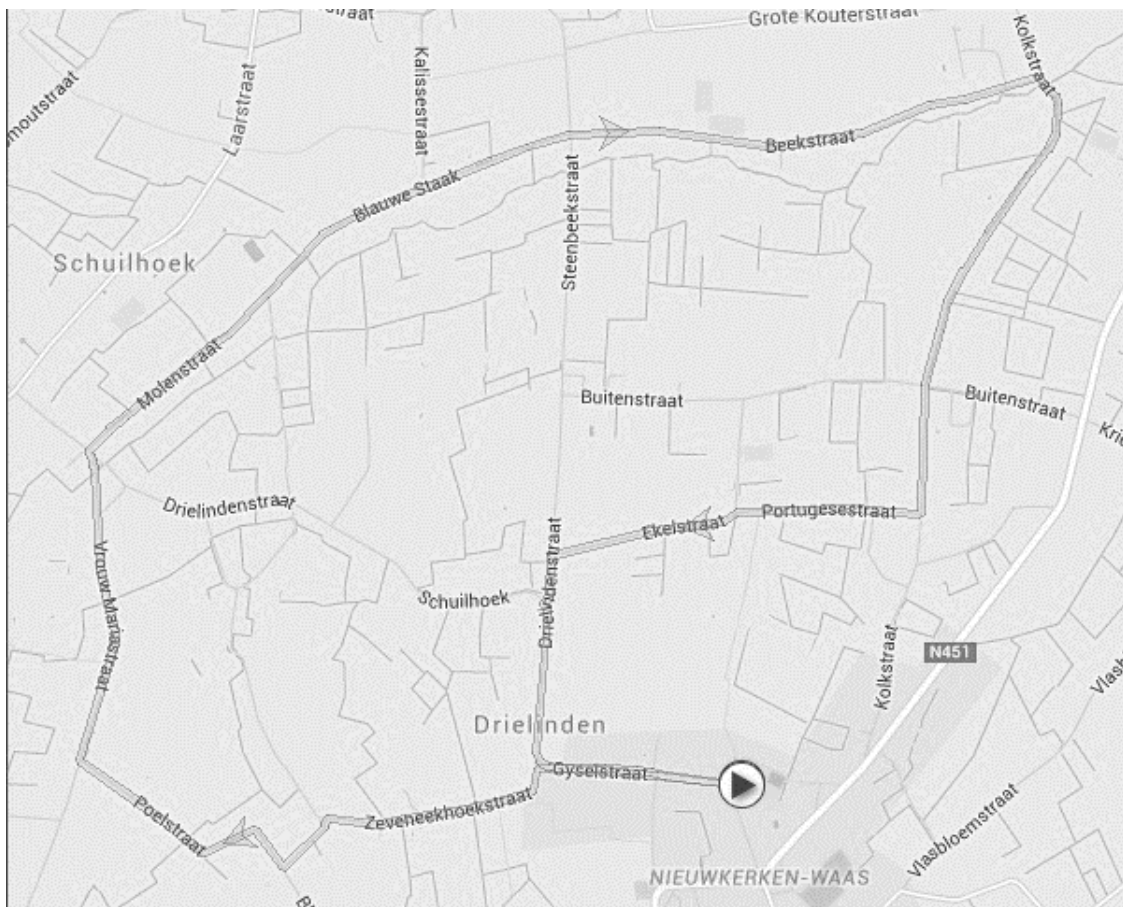 Grote Kouterstraat
Kolkstraat
Kalissestraat
Laarstraat
Beekstraat
Blauwe Staak
Steenbeekstraat
Schuilhoek
Molenstraat
Buitenstraat
Buitenstraat
Drielindenstraat
Portugesestraat
Ekelstraat
Drielindenstraat
Schuilhoek
Vrouw Mariastraat
Kolkstraat
N451
Drielinden
Gyselstraat
Zeveneekhoekstraat
Poelstraat
Vlasbloemstraat
NIEUWKERKEN-WAAS